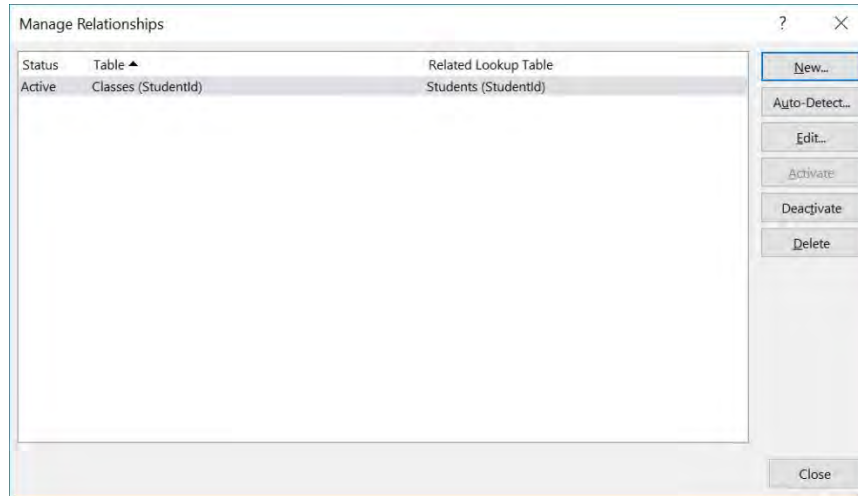 Manage Relationships ? ×
Status Table ▲ Related Lookup Table
Active Classes (StudentId) Students (StudentId)
New...
Auto-Detect...
Edit...
Activate
Deactivate
Delete
Close